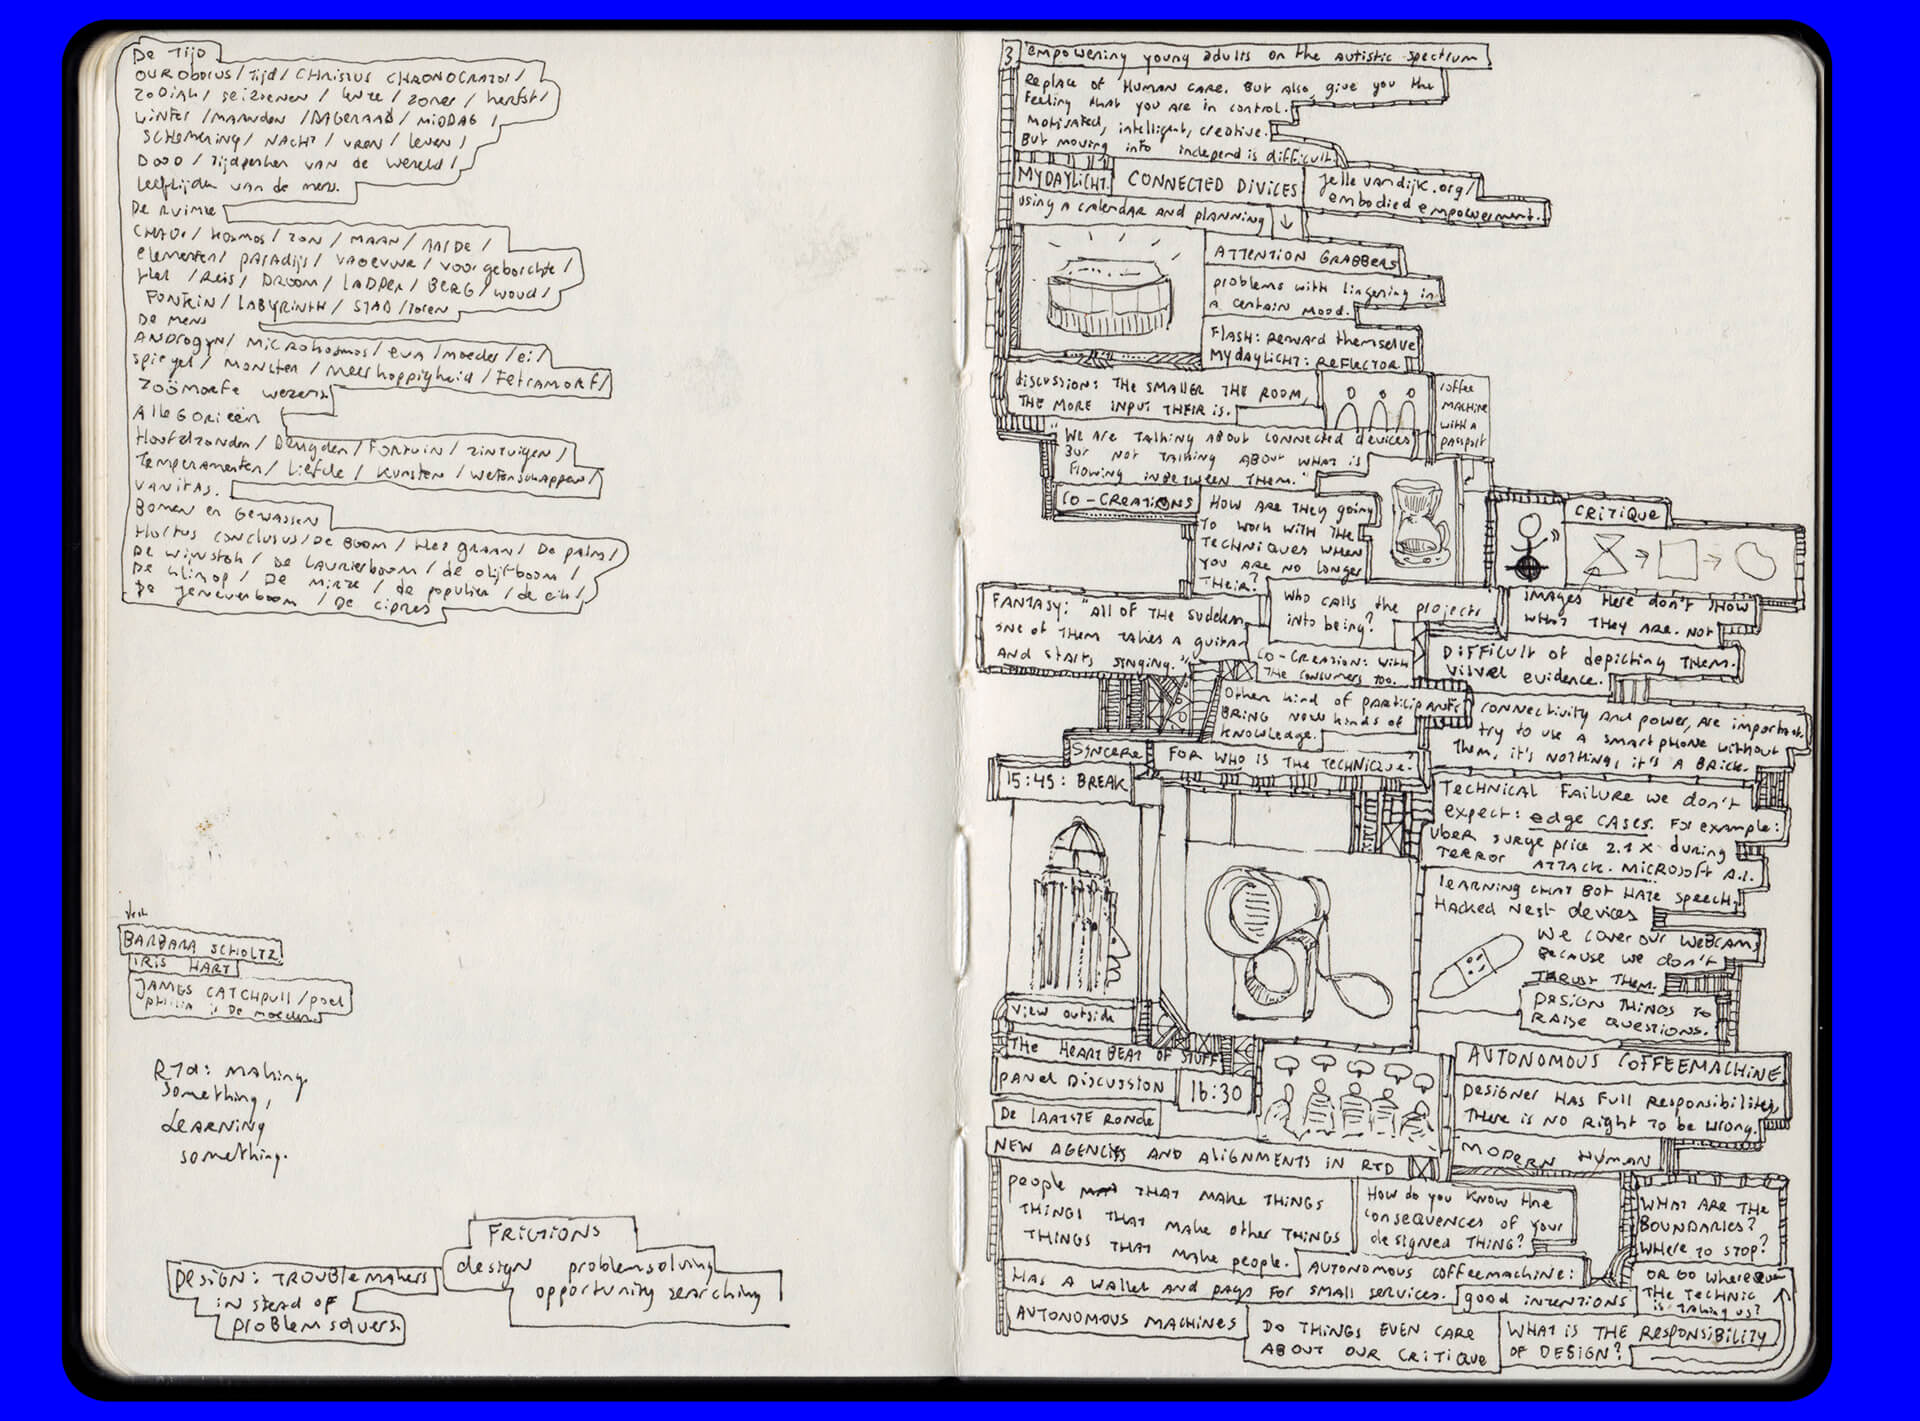 De Tijd
OUROBORUS / Tijd / CHRISTUS CHRONOCRATOR /
ZODIAK / SEIZOENEN / Lente / zomer / herfst /
Winter / maanden / DAGERAAD / MIDDAG /
SCHEMERING / NACHT / UREN / Leven /
DOOD / Tijdperken van de wereld /
Leeftijden van de mens.
De Ruimte
CHAOS / Kosmos / ZON / MAAN / AARDE /
elementen / PARADIJS / VAGEVUUR / voorgeborchte /
Hel / Reis / DROOM / LADDER / BERG / woud /
FONTEIN / LABYRINTH / STAD / Toren
De mens
ANDROGYN / MICROKOSMOS / eva / moeder / ei /
spiegel / MONSTER / Meerkoppigheid / TETRAMORF /
ZOÖMORFE wezens.
AlleGORieën
Hoofdzonden / Deugden / FORTUIN / zintuigen /
Temperamenten / Liefde / Kunsten / Wetenschappen /
VANITAS.
Bomen en Gewassen
Hortus conclusus / De BOOM / Het graan / De palm /
De wijnstok / De LAURIERBOOM / de olijfboom /
De klimop / De mirte / de populier / de eik /
De Jeneverboom / De cipres
BARBARA SCHOLTZ
IRIS HART
JAMES CATCHPULL / poel
philia is De moeder.
RTD: MAKING
Something,
LEARNING
something.
FRICTIONS
design problemsolving
opportunity searching
DESIGN: TROUBLEMAKERS
in stead of
problem solvers.
3 empowering young adults on the autistic spectrum
Replace of HUMAN CARE. BUT Also, give you the
feeling that you are in control.
Motivated, intelligent, creative.
But moving into independ is difficult.
MYDAYLIGHT. CONNECTED DIVICES
jellevandijk.org/
embodied empowerment.
using a calendar and planning ↓
ATTENTION GRABBERS
problems with lingering in
a certain mood.
Flash: Reward themselve
MYDAYLIGHT: REFLECTOR
discussion: THE SMALLER THE ROOM,
THE MORE INPUT THEIR IS.
coffee
MACHINE
with a
passport
"We are TALKING ABOUT connected devices
But not TALKING ABOUT WHAT is
flowing inbetween them."
CO-CREATIONS
HOW ARE THEY going
TO WORK WITH THE
TECHNIQUES WHEN
YOU ARE NO LONGER
THEIR?
CRITIQUE
IMAGES HERE DON'T SHOW
WHAT THEY ARE. NOT
DIFFICULT OF depicting THEM.
VISUEL evidence.
FANTASY: "All of THE sudden,
one of THEM TAKES A guitar
AND STARTS SINGING."
WHO CALLS THE projects
into being?
CO-CREATION: WITH
THE CONSUMERS TOO.
Other kind of PARTICIPANTS
BRING NEW kinds of
knowledge.
CONNECTIVITY AND power, ARE important.
try to use A smartphone without
Them, it's NOTHING, it's A BRICK.
SINCERE FOR WHO IS THE TECHNIQUE?
15:45: BREAK
TECHNICAL FAILURE we don't
expect: edge CASES. For example:
UBER surge price 2.1 X during
TERROR ATTACK. MICROSOFT A.I.
learning CHAT BOT HATE SPEECH,
HACKED NEST devices
We cover our WEBCAMS
because we don't
THRUST THEM.
DESIGN THINGS TO
RAISE QUESTIONS.
View outside
THE HEARTBEAT OF STUFF
PANEL DISCUSSION 16:30
De LAATSTE RONDE
AUTONOMOUS COFFEEMACHINE
DESIGNER HAS FULL Responsibilities,
THERE is NO Right TO be wrong.
MODERN HUMAN
NEW AGENCIES AND Alignments in RTD
people THAT MAKE THINGS
THINGS THAT MAKE other THINGS
THINGS THAT MAKE people.
How do you know the
consequences of your
designed THING?
WHAT ARE THE
BOUNDARIES?
Where to stop?
OR GO Where ever
THE TECHNIC
is TAKING us?
AUTONOMOUS coffeemachine:
HAS A WALLET AND pays for small services.
good intentions
AUTONOMOUS MACHINES
DO THINGS EVEN CARE
ABOUT OUR CRITIQUE
WHAT IS THE RESPONSIBILITY
OF DESIGN?